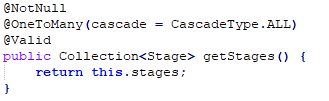 @NotNull
@OneToMany(cascade = CascadeType.ALL)
@Valid
public Collection<Stage> getStages() {
    return this.stages;
}